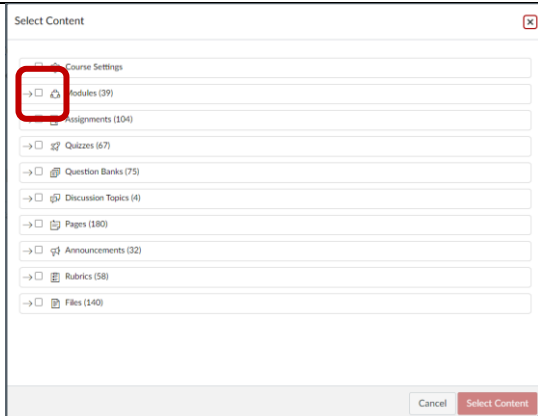 Select Content
Course Settings
Modules (39)
Assignments (104)
Quizzes (67)
Question Banks (75)
Discussion Topics (4)
Pages (180)
Announcements (32)
Rubrics (58)
Files (140)
Cancel Select Content